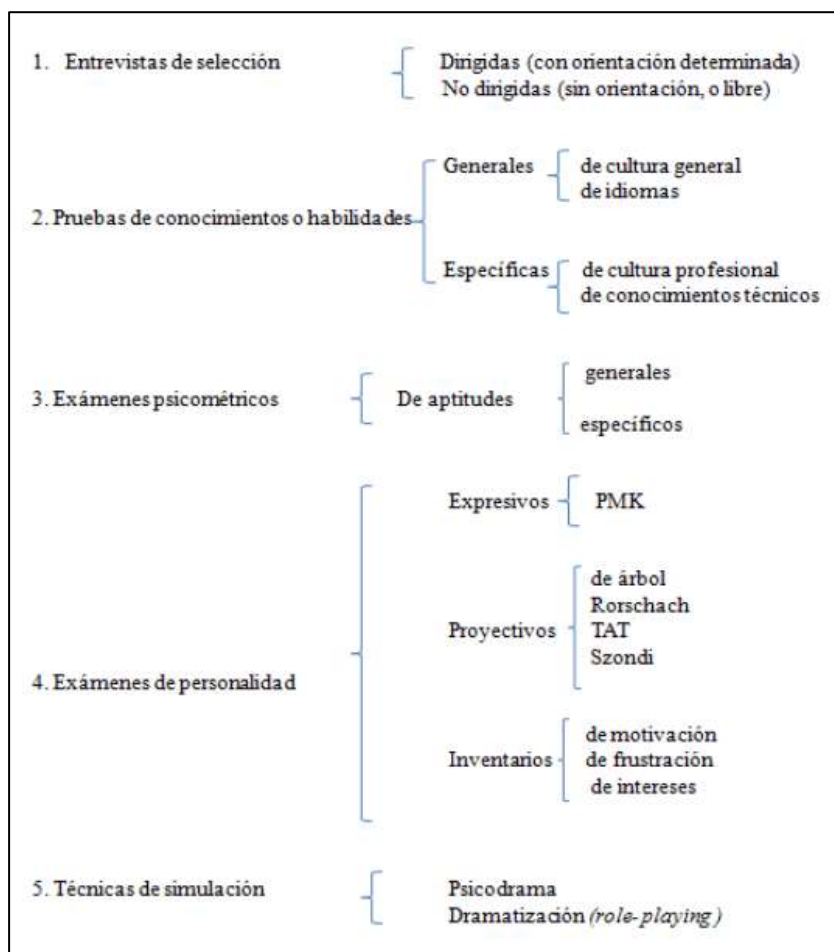 1. Entrevistas de selección
Dirigidas (con orientación determinada)
No dirigidas (sin orientación, o libre)
2. Pruebas de conocimientos o habilidades
Generales
de cultura general
de idiomas
Específicas
de cultura profesional
de conocimientos técnicos
3. Exámenes psicométricos
De aptitudes
generales
específicos
4. Exámenes de personalidad
Expresivos
PMK
Proyectivos
de árbol
Rorschach
TAT
Szondi
Inventarios
de motivación
de frustración
de intereses
5. Técnicas de simulación
Psicodrama
Dramatización (role-playing)